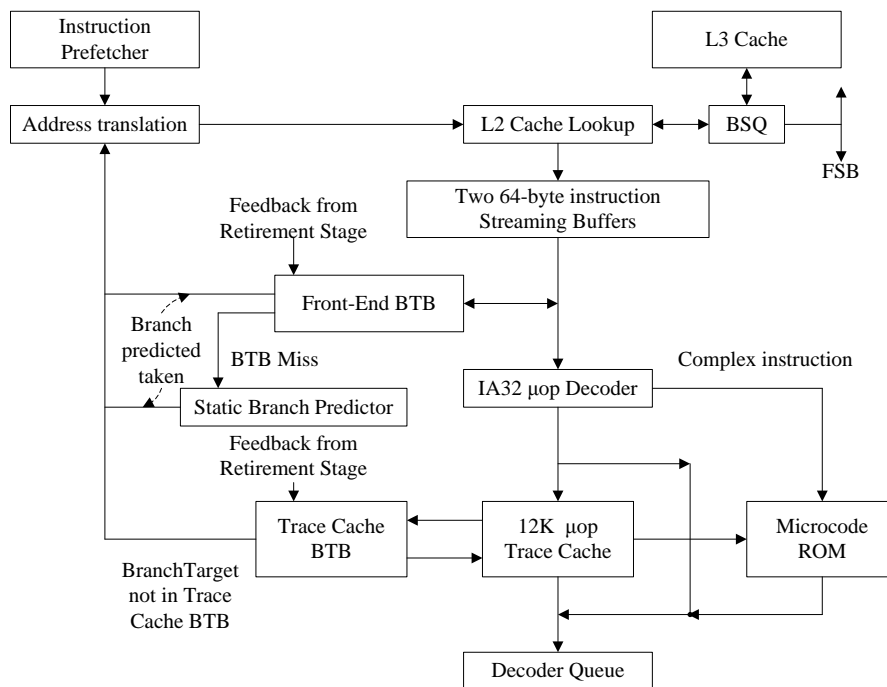 Instruction
Prefetcher
L3 Cache
Address translation
L2 Cache Lookup
BSQ
FSB
Two 64-byte instruction
Streaming Buffers
Feedback from
Retirement Stage
Front-End BTB
Branch
predicted
taken
BTB Miss
Complex instruction
Static Branch Predictor
IA32 μop Decoder
Feedback from
Retirement Stage
Trace Cache
BTB
12K μop
Trace Cache
Microcode
ROM
BranchTarget
not in Trace
Cache BTB
Decoder Queue